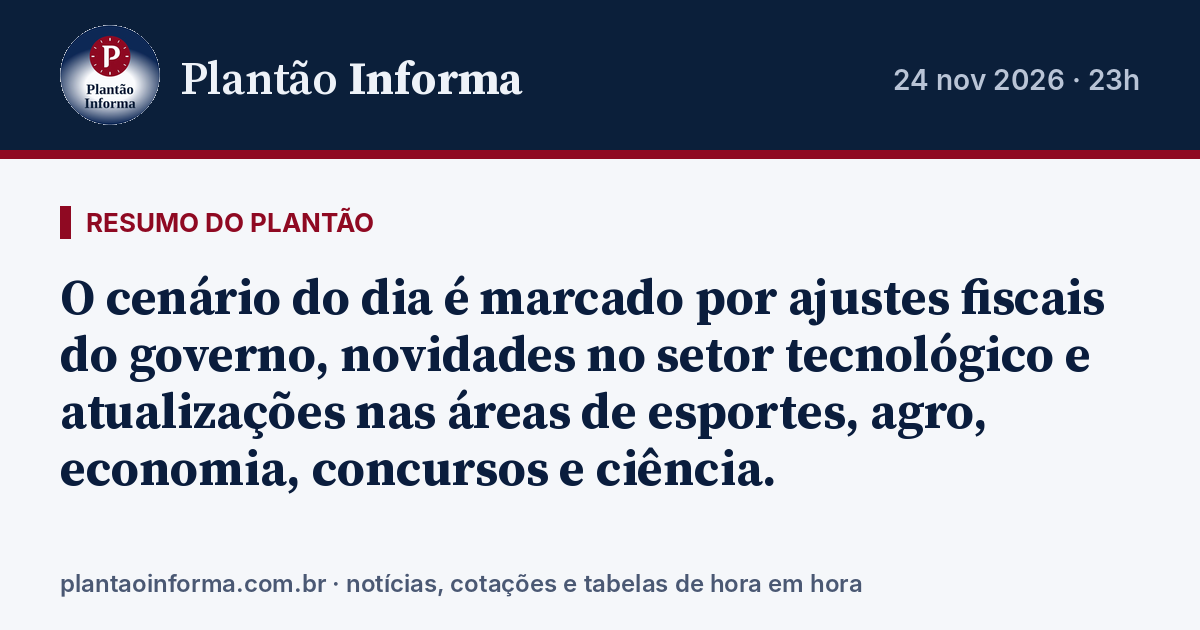 P
Plantão
Informa
Plantão Informa
24 nov 2026 · 23h
RESUMO DO PLANTÃO
O cenário do dia é marcado por ajustes fiscais
do governo, novidades no setor tecnológico e
atualizações nas áreas de esportes, agro,
economia, concursos e ciência.
plantaoinforma.com.br · notícias, cotações e tabelas de hora em hora